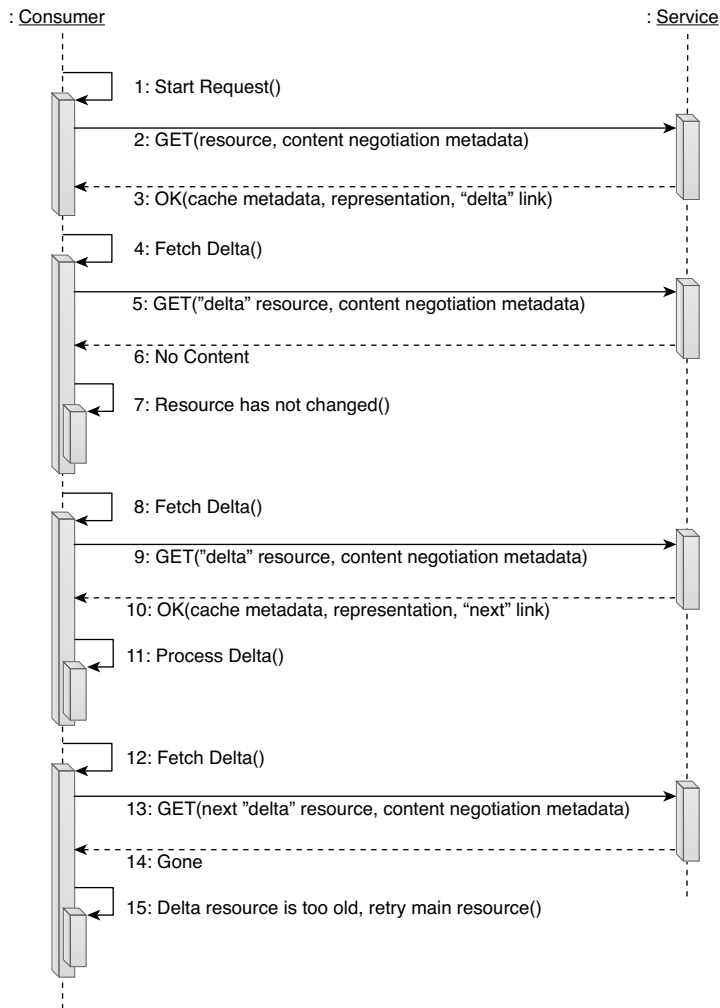 : Consumer
: Service
1: Start Request()
2: GET(resource, content negotiation metadata)
3: OK(cache metadata, representation, “delta” link)
4: Fetch Delta()
5: GET(”delta” resource, content negotiation metadata)
6: No Content
7: Resource has not changed()
8: Fetch Delta()
9: GET(”delta” resource, content negotiation metadata)
10: OK(cache metadata, representation, “next” link)
11: Process Delta()
12: Fetch Delta()
13: GET(next ”delta” resource, content negotiation metadata)
14: Gone
15: Delta resource is too old, retry main resource()